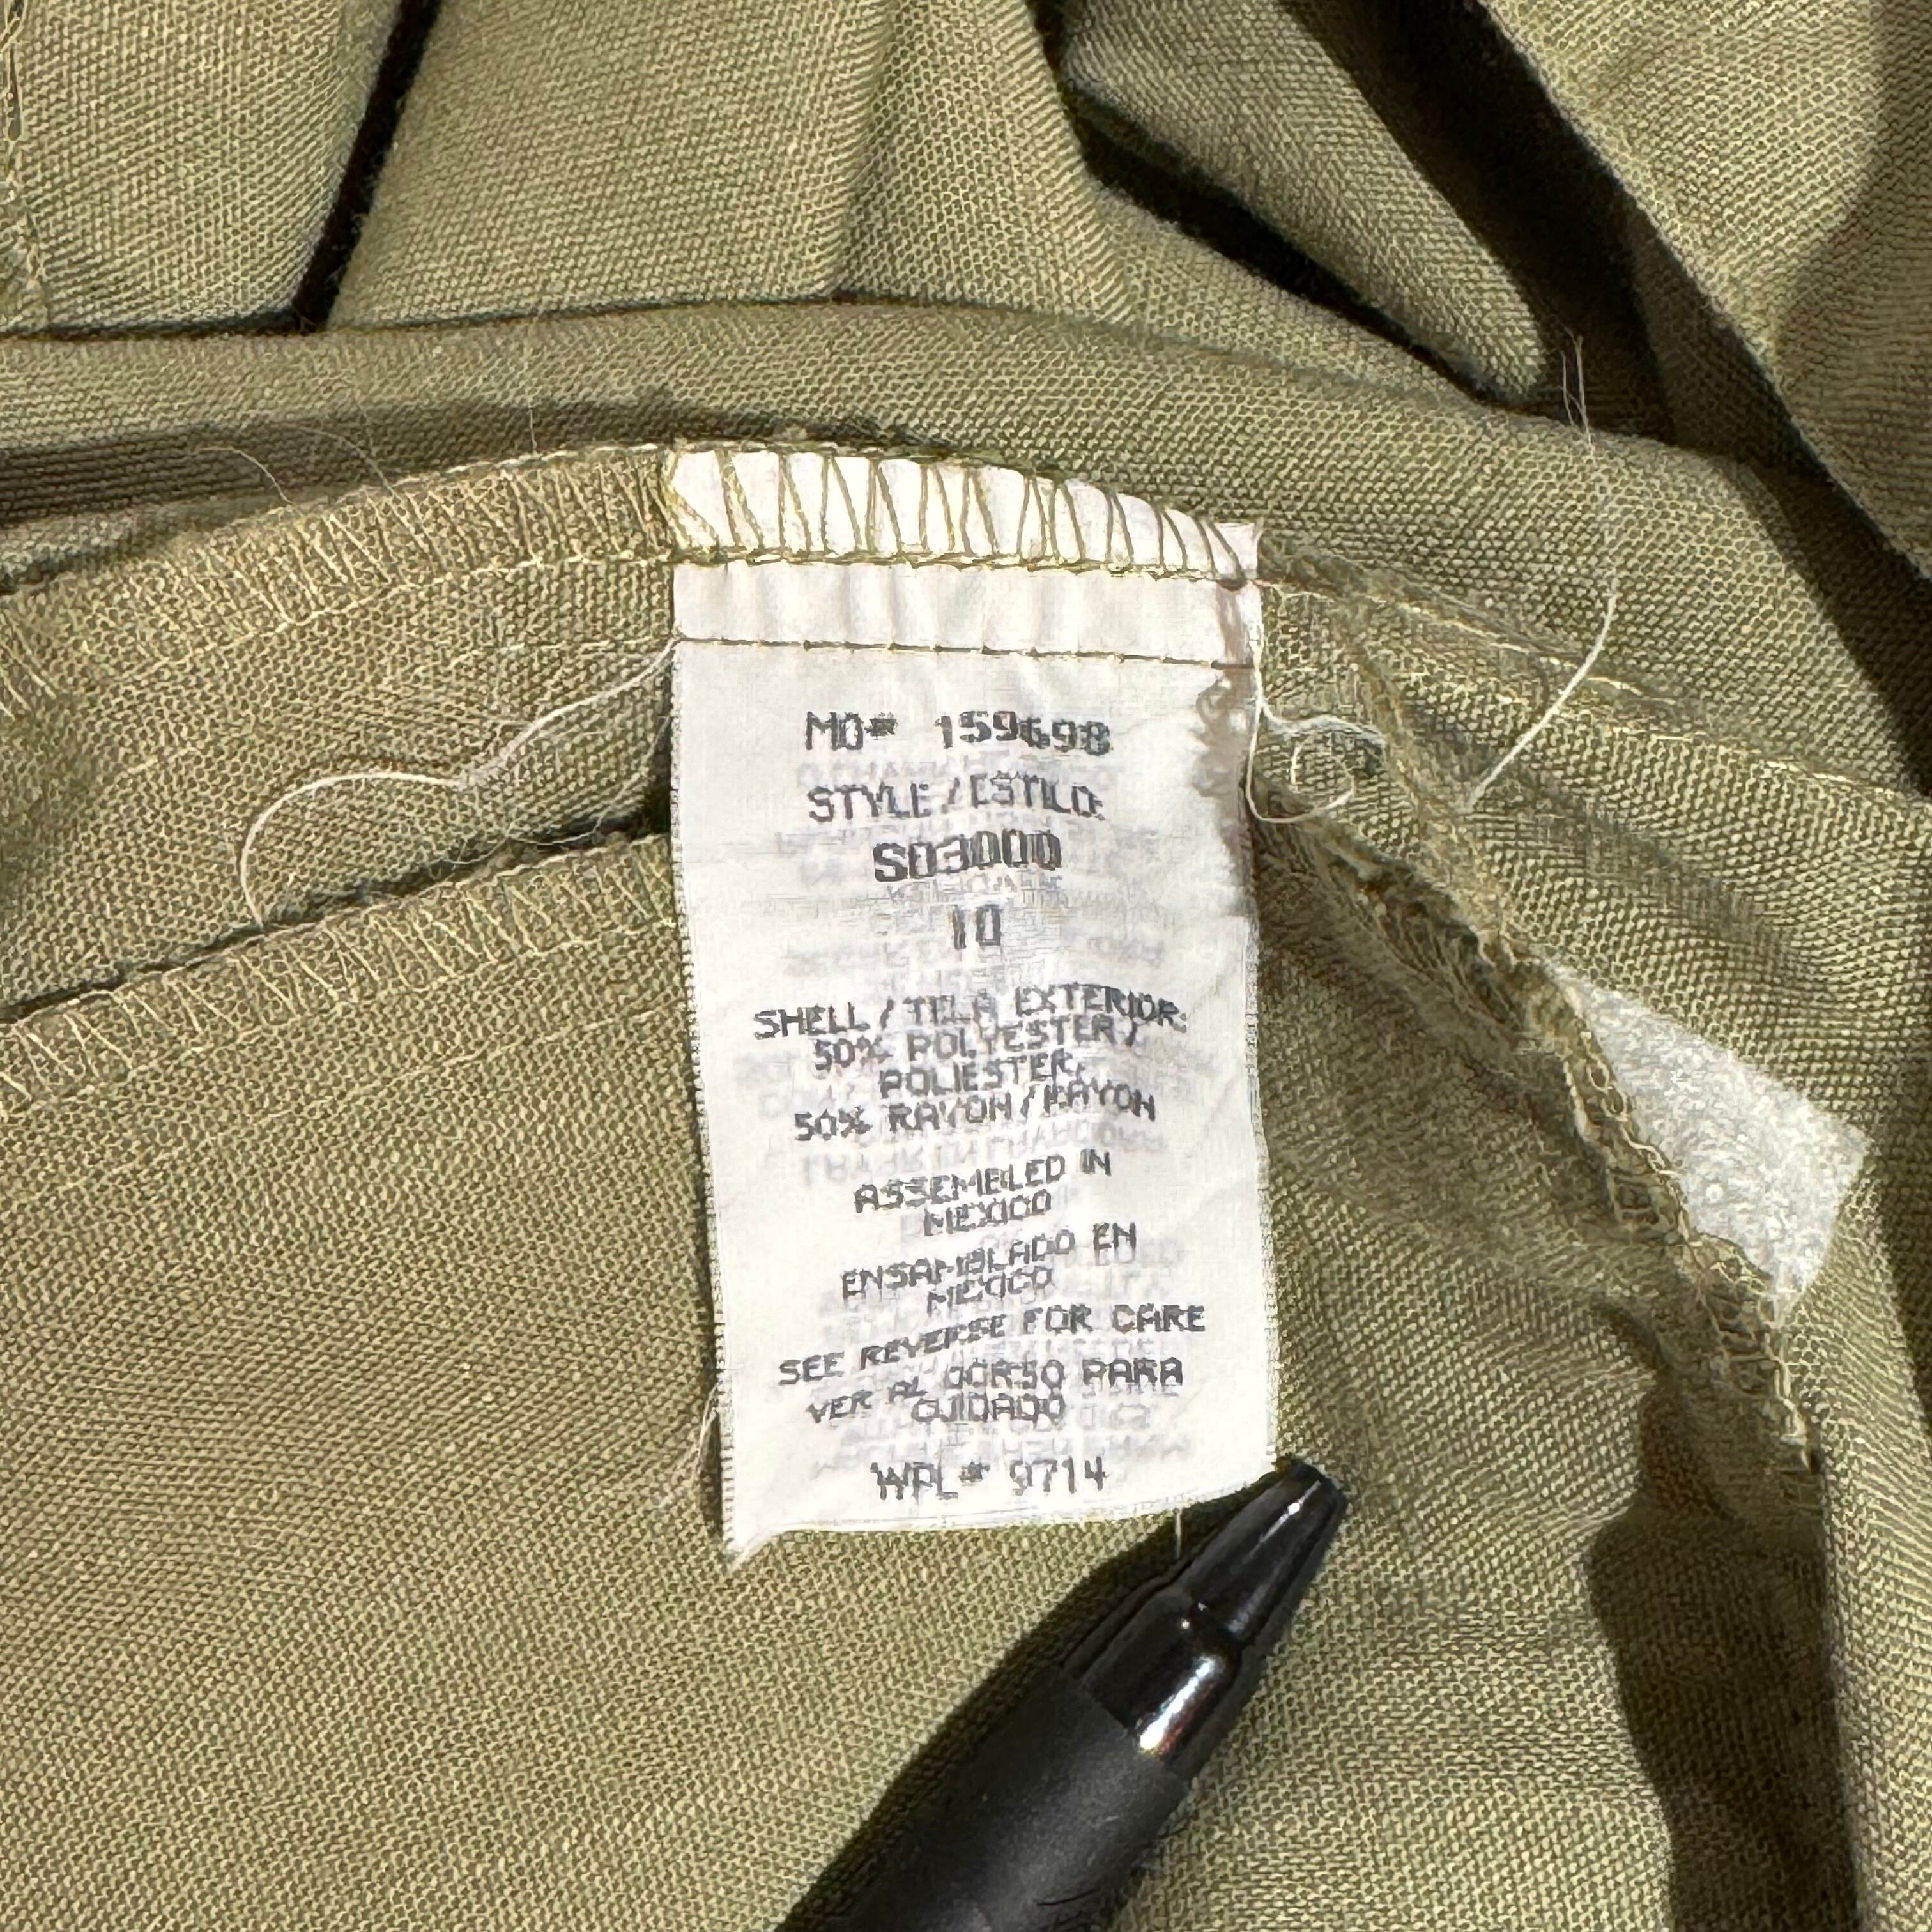 MO# 159698
STYLE / ESTILO:
S03000
10
SHELL / TELA EXTERIOR:
50% POLYESTER /
POLIESTER,
50% RAYON / RAYON
ASSEMBLED IN
MEXICO
ENSAMBLADO EN
MEXICO
SEE REVERSE FOR CARE
VER AL DORSO PARA
CUIDADO
WPL# 9714